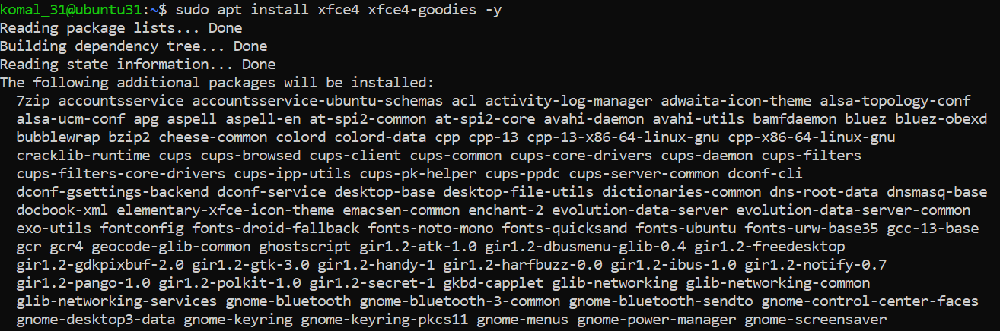 komal_31@ubuntu31:~$ sudo apt install xfce4 xfce4-goodies -y
Reading package lists... Done
Building dependency tree... Done
Reading state information... Done
The following additional packages will be installed:
  7zip accountsservice accountsservice-ubuntu-schemas acl activity-log-manager adwaita-icon-theme alsa-topology-conf
  alsa-ucm-conf apg aspell aspell-en at-spi2-common at-spi2-core avahi-daemon avahi-utils bamfdaemon bluez bluez-obexd
  bubblewrap bzip2 cheese-common colord colord-data cpp cpp-13 cpp-13-x86-64-linux-gnu cpp-x86-64-linux-gnu
  cracklib-runtime cups cups-browsed cups-client cups-common cups-core-drivers cups-daemon cups-filters
  cups-filters-core-drivers cups-ipp-utils cups-pk-helper cups-ppdc cups-server-common dconf-cli
  dconf-gsettings-backend dconf-service desktop-base desktop-file-utils dictionaries-common dns-root-data dnsmasq-base
  docbook-xml elementary-xfce-icon-theme emacsen-common enchant-2 evolution-data-server evolution-data-server-common
  exo-utils fontconfig fonts-droid-fallback fonts-noto-mono fonts-quicksand fonts-ubuntu fonts-urw-base35 gcc-13-base
  gcr gcr4 geocode-glib-common ghostscript gir1.2-atk-1.0 gir1.2-dbusmenu-glib-0.4 gir1.2-freedesktop
  gir1.2-gdkpixbuf-2.0 gir1.2-gtk-3.0 gir1.2-handy-1 gir1.2-harfbuzz-0.0 gir1.2-ibus-1.0 gir1.2-notify-0.7
  gir1.2-pango-1.0 gir1.2-polkit-1.0 gir1.2-secret-1 gkbd-capplet glib-networking glib-networking-common
  glib-networking-services gnome-bluetooth gnome-bluetooth-3-common gnome-bluetooth-sendto gnome-control-center-faces
  gnome-desktop3-data gnome-keyring gnome-keyring-pkcs11 gnome-menus gnome-power-manager gnome-screensaver